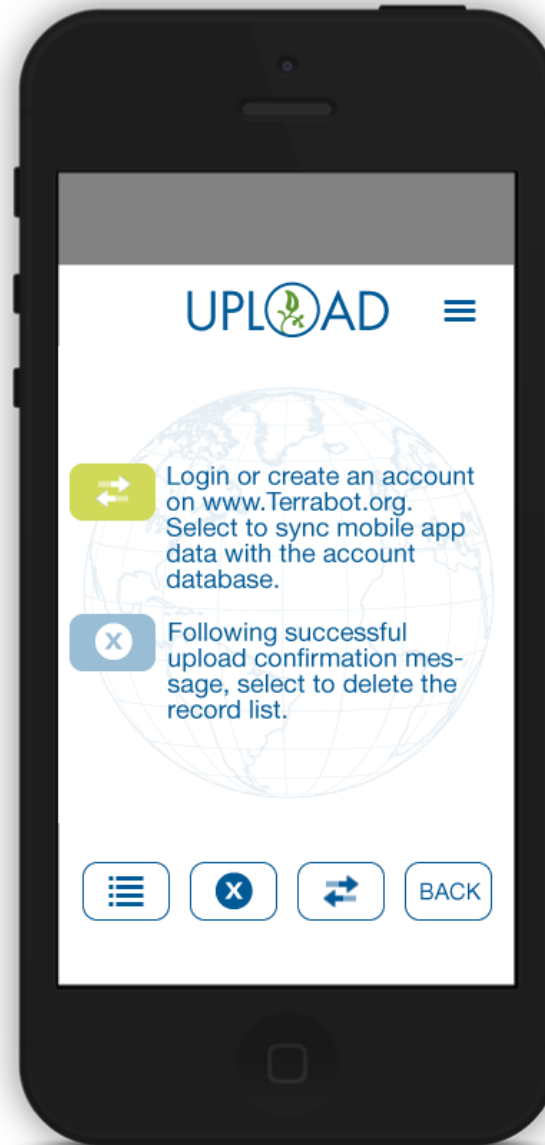 UPLOAD
Login or create an account
on www.Terrabot.org.
Select to sync mobile app
data with the account
database.
Following successful
upload confirmation mes-
sage, select to delete the
record list.
BACK